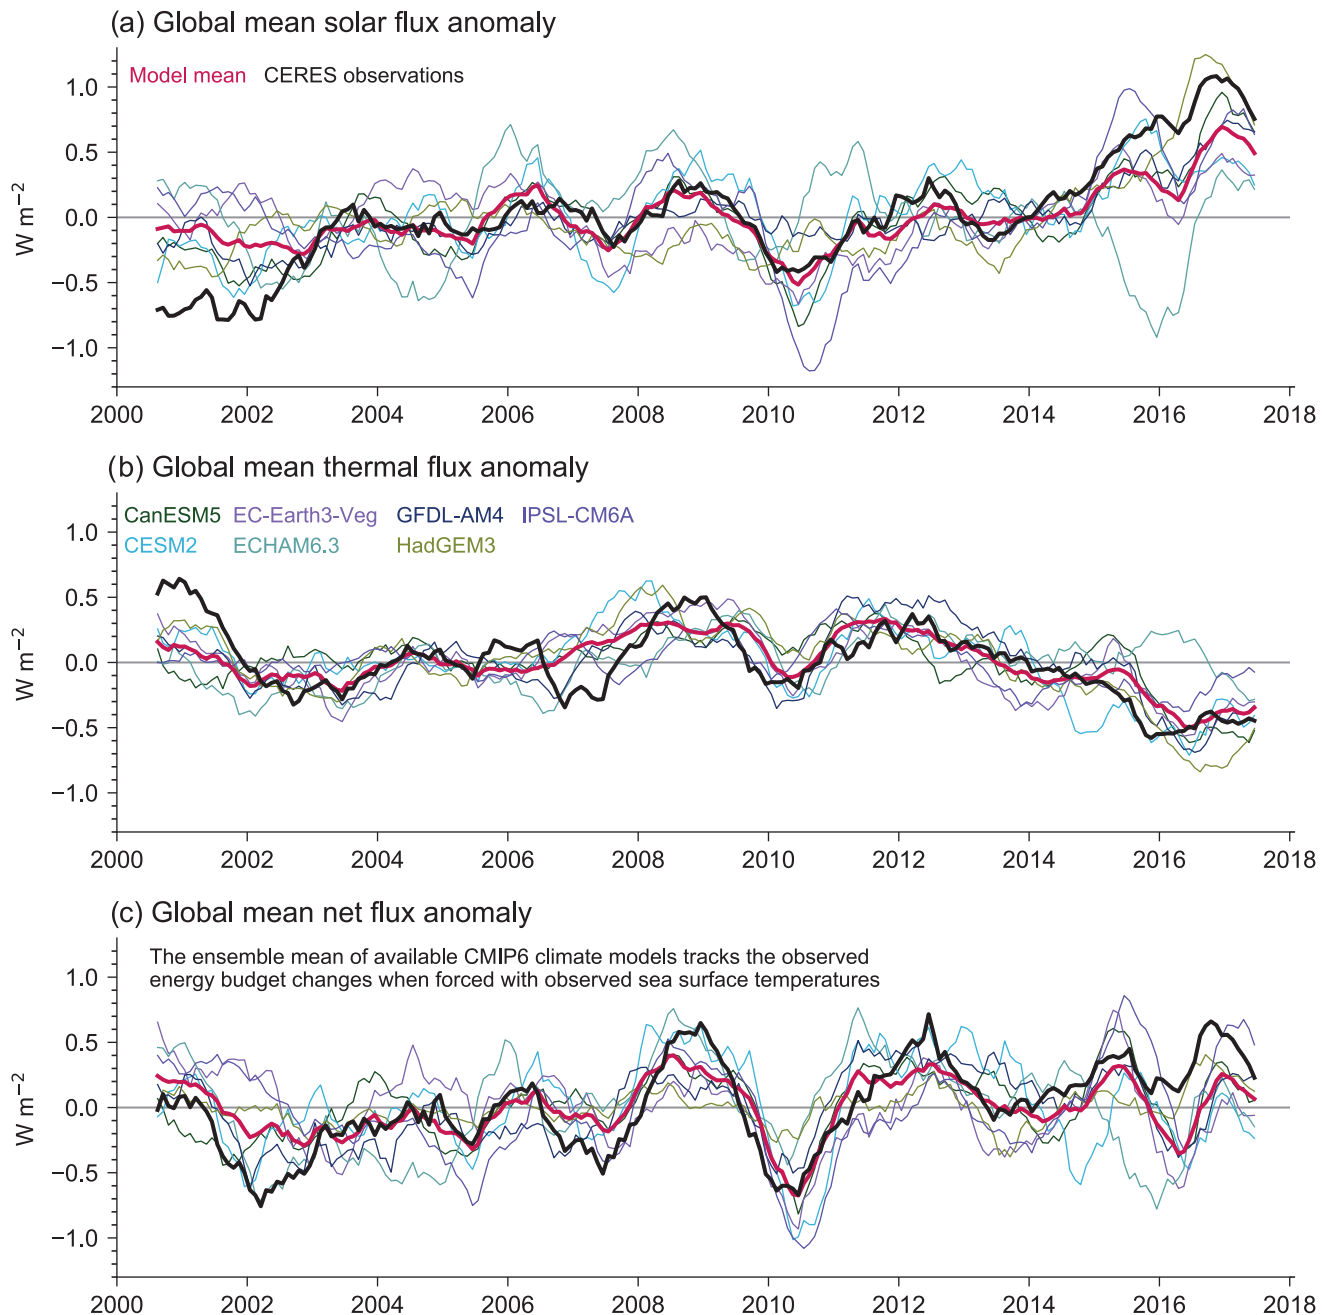 (a) Global mean solar flux anomaly
Model mean CERES observations
1.0
0.5
0.0
−0.5
−1.0
W m−2
2000 2002 2004 2006 2008 2010 2012 2014 2016 2018
(b) Global mean thermal flux anomaly
CanESM5 EC-Earth3-Veg GFDL-AM4 IPSL-CM6A
CESM2 ECHAM6.3 HadGEM3
1.0
0.5
0.0
−0.5
−1.0
W m−2
2000 2002 2004 2006 2008 2010 2012 2014 2016 2018
(c) Global mean net flux anomaly
The ensemble mean of available CMIP6 climate models tracks the observed
energy budget changes when forced with observed sea surface temperatures
1.0
0.5
0.0
−0.5
−1.0
W m−2
2000 2002 2004 2006 2008 2010 2012 2014 2016 2018